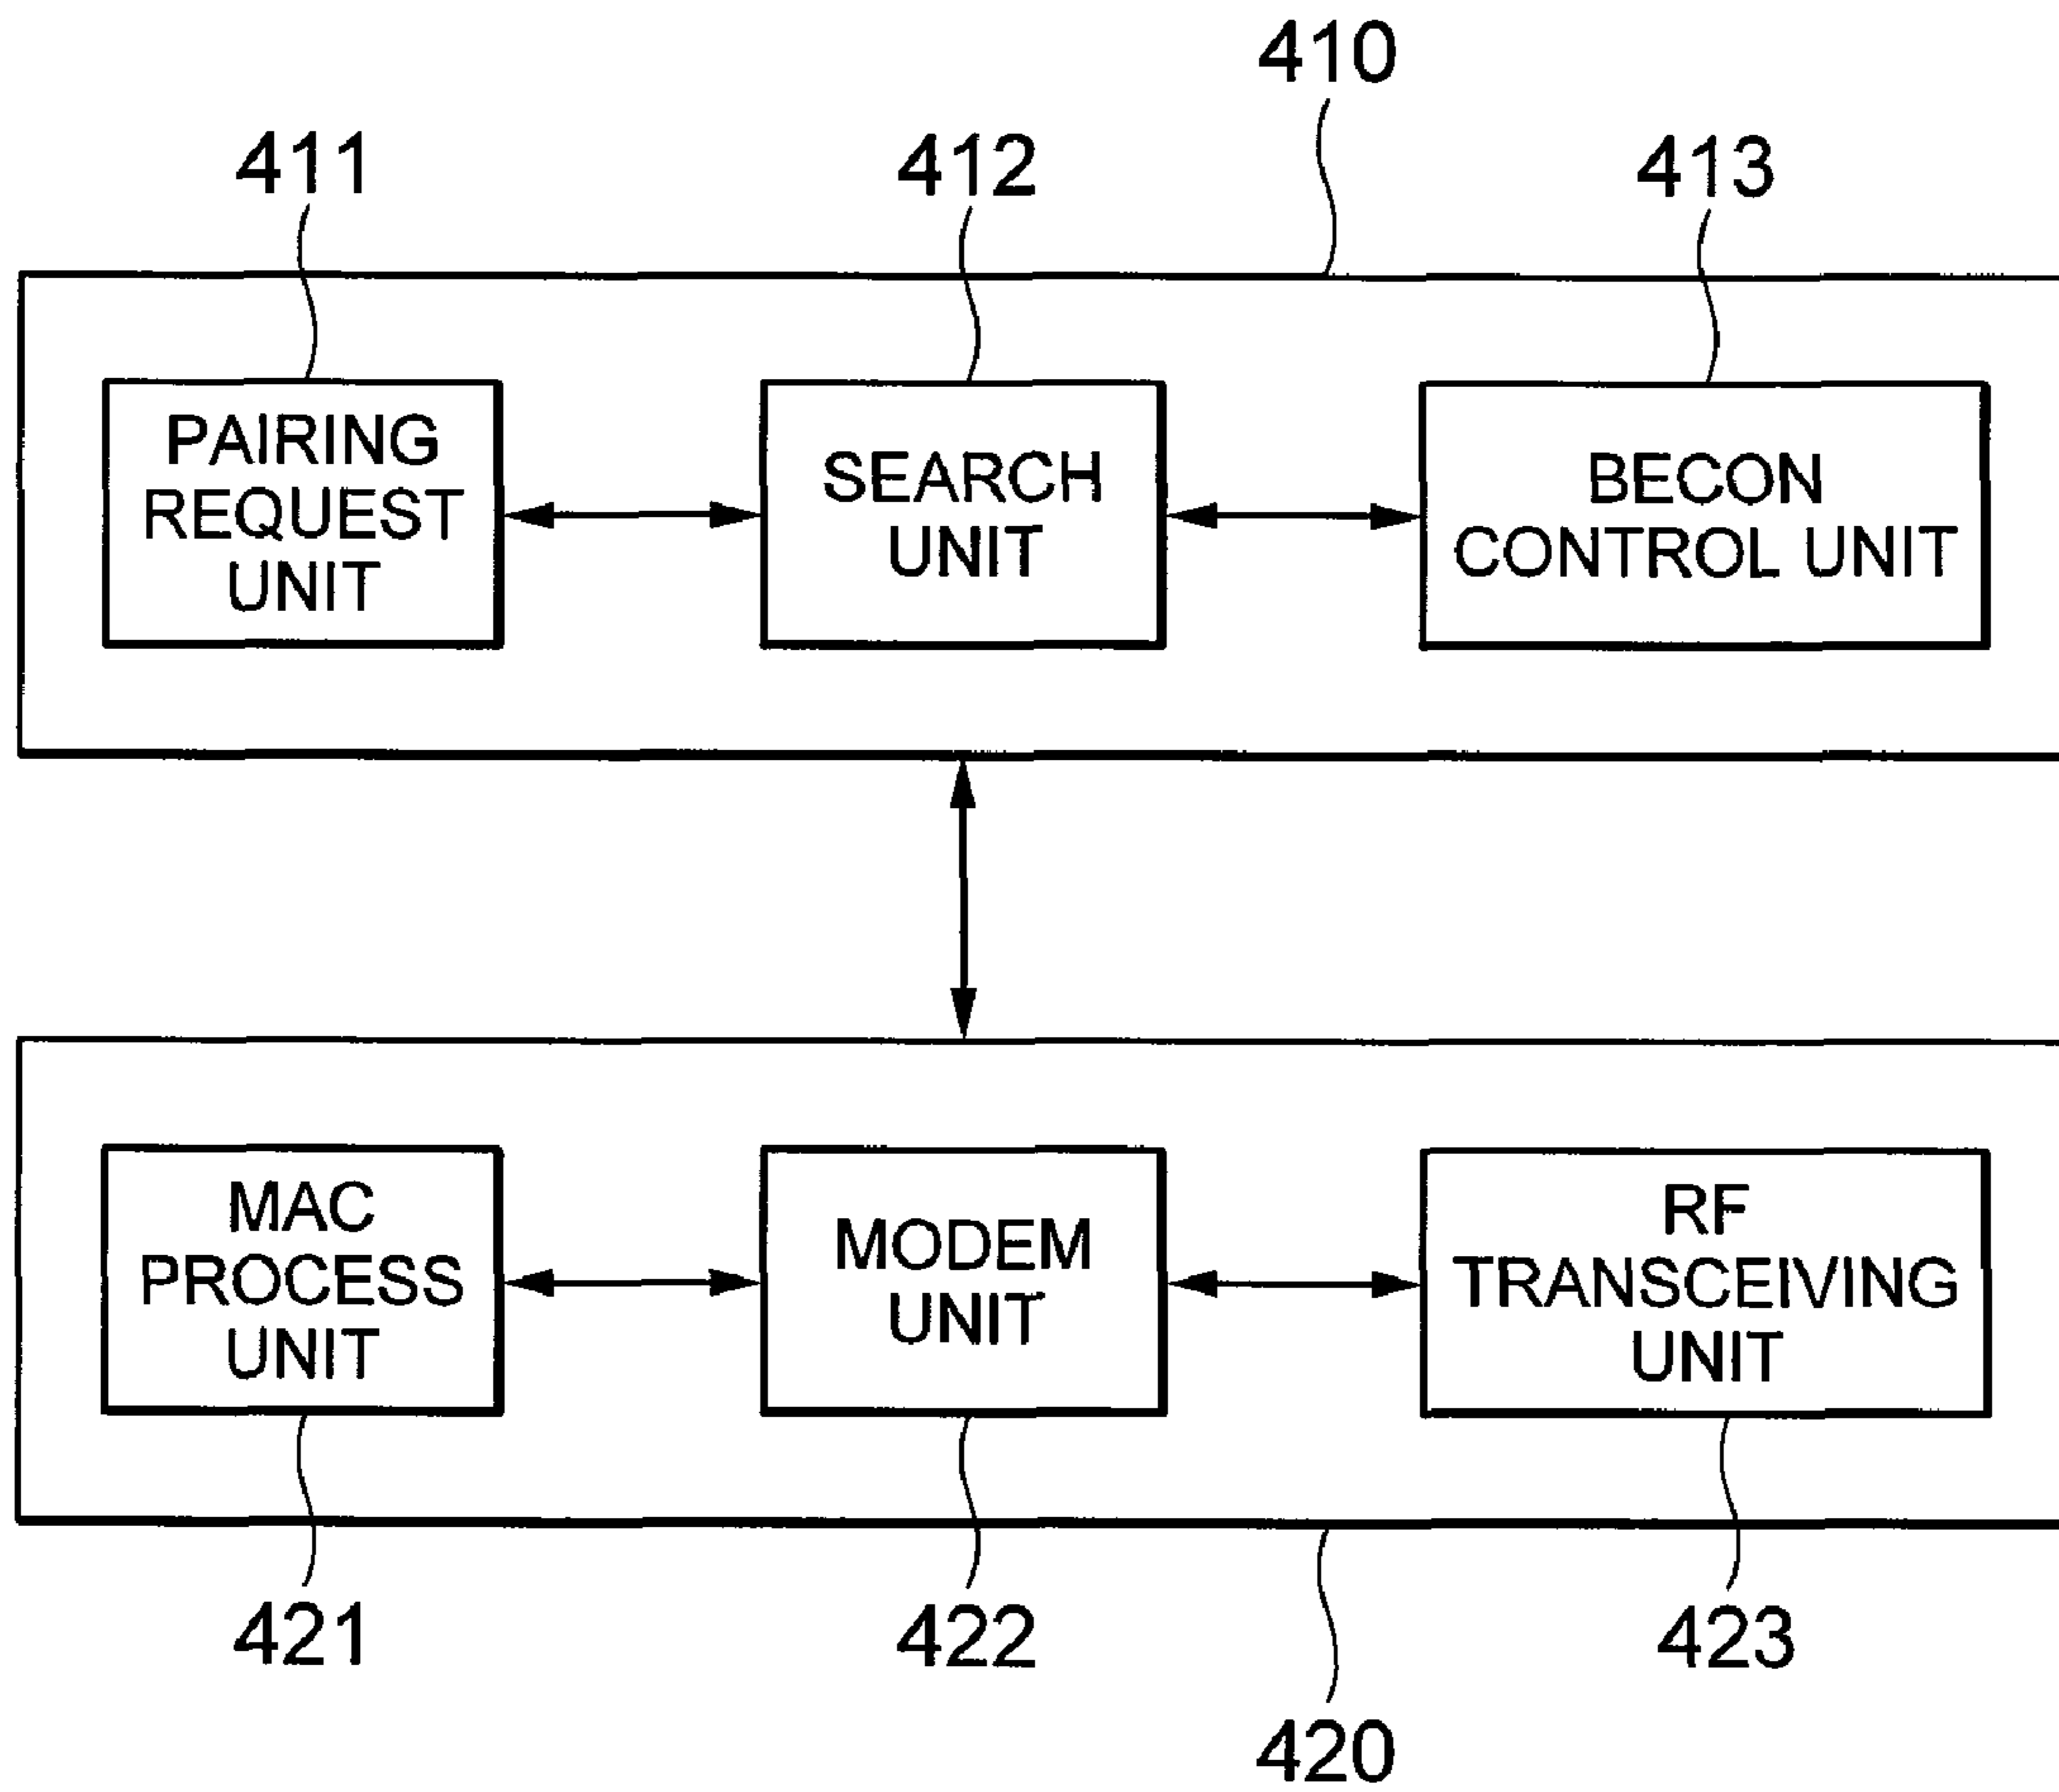 410
411
412
413
PAIRING
REQUEST
UNIT
SEARCH
UNIT
BECON
CONTROL UNIT
MAC
PROCESS
UNIT
MODEM
UNIT
RF
TRANSCEIVING
UNIT
421
422
423
420